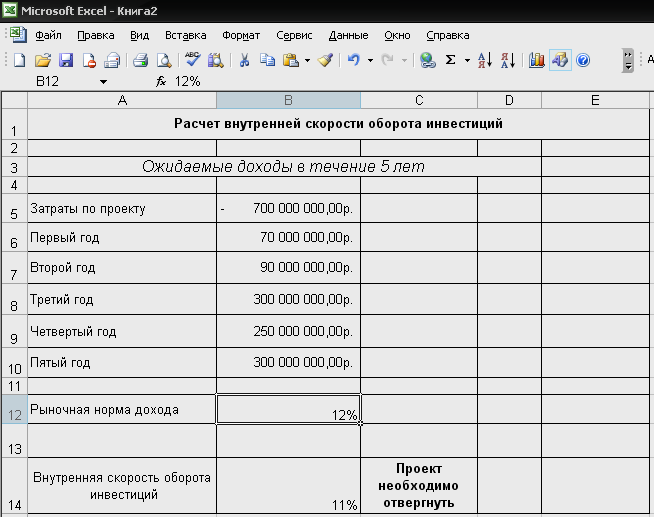 Microsoft Excel - Книга2
Файл Правка Вид Вставка Формат Сервис Данные Окно Справка
B12 fx 12%
A B C D E
1 Расчет внутренней скорости оборота инвестиций
2
3 Ожидаемые доходы в течение 5 лет
4
5 Затраты по проекту - 700 000 000,00р.
6 Первый год 70 000 000,00р.
7 Второй год 90 000 000,00р.
8 Третий год 300 000 000,00р.
9 Четвертый год 250 000 000,00р.
10 Пятый год 300 000 000,00р.
11
12 Рыночная норма дохода 12%
13
Внутренняя скорость оборота
инвестиций
14 11%
Проект
необходимо
отвергнуть